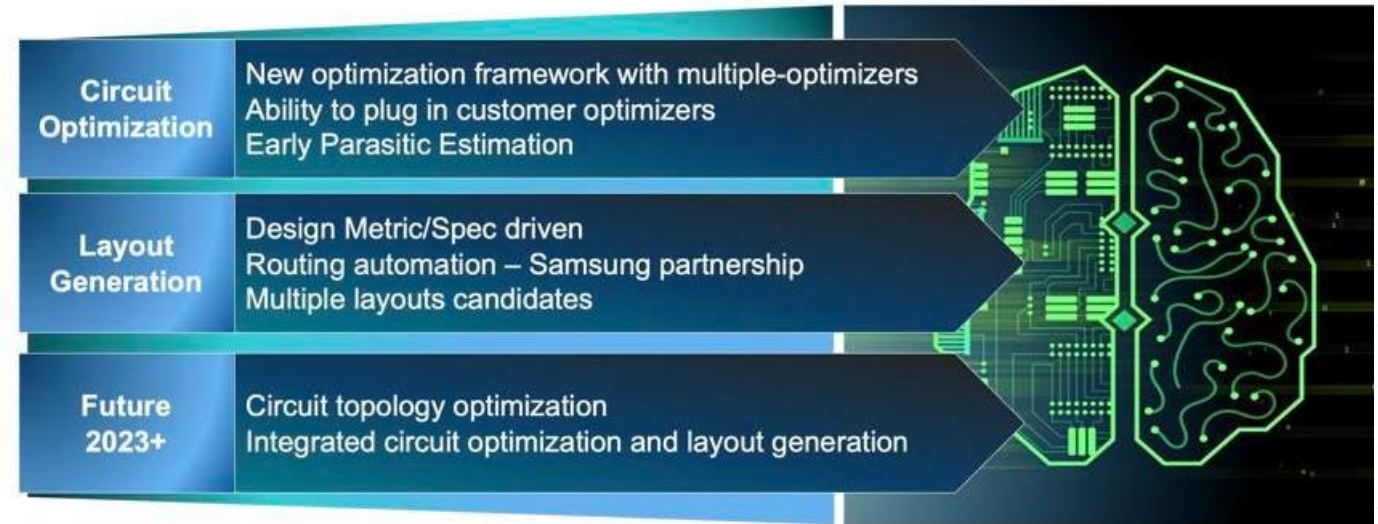 Circuit
Optimization
New optimization framework with multiple-optimizers
Ability to plug in customer optimizers
Early Parasitic Estimation
Layout
Generation
Design Metric/Spec driven
Routing automation – Samsung partnership
Multiple layouts candidates
Future
2023+
Circuit topology optimization
Integrated circuit optimization and layout generation